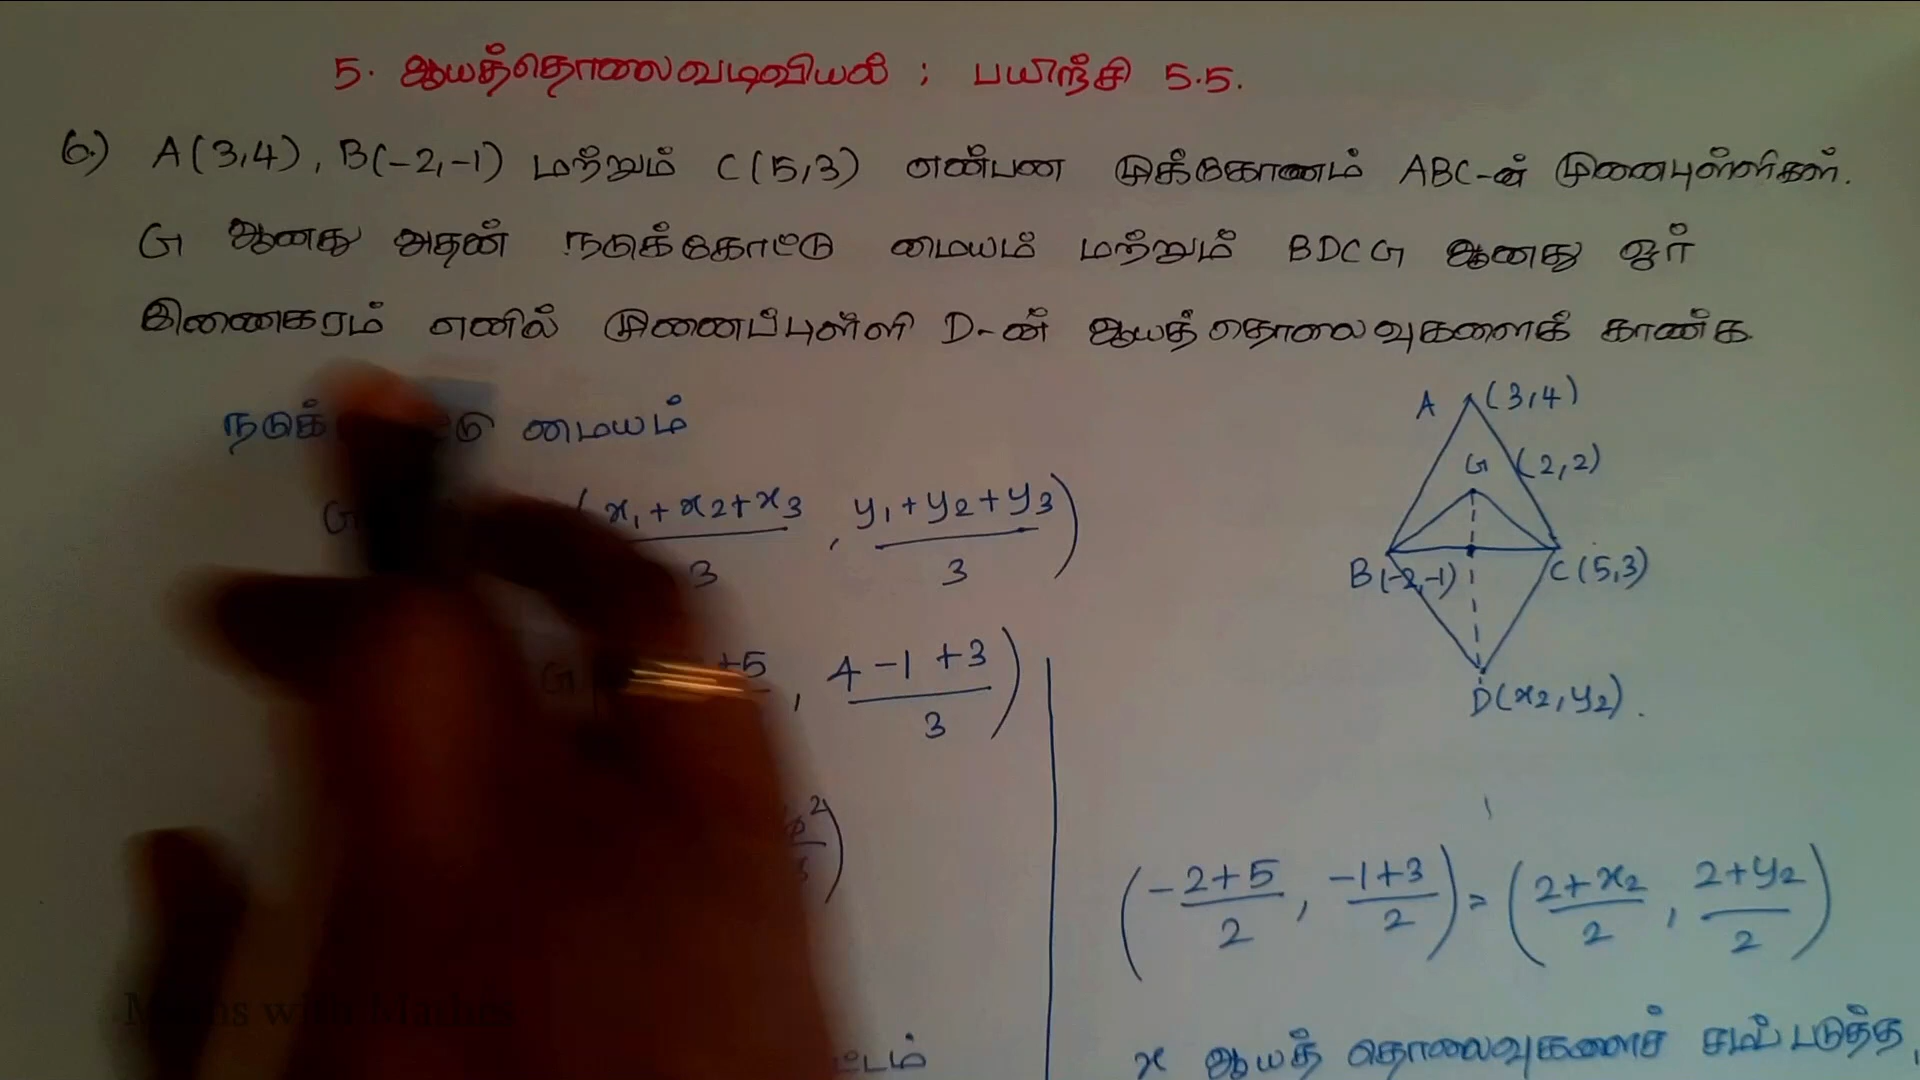 5. ஆயத்தொலைவடிவியல் ; பயிற்சி 5.5.
6.) A(3,4), B(-2,-1) மற்றும் C(5,3) என்பன முக்கோணம் ABC-ன் முனைபுள்ளிகள்.
G ஆனது அதன் நடுக்கோட்டு மையம் மற்றும் BDCG ஆனது ஓர்
இணைகரம் எனில் முணைப்புள்ளி D-ன் ஆயத்தொலைவுகளைக் காண்க
மையம்
G ( x₁+x₂+x₃ / 3 , y₁+y₂+y₃ / 3 )
G +5 , 4-1+3 / 3 )
A (3,4)
G (2,2)
B(-2,-1) C(5,3)
D(x₂,y₂).
( -2+5 / 2 , -1+3 / 2 ) = ( 2+x₂ / 2 , 2+y₂ / 2 )
x ஆயத் தொலைவுகளைச்